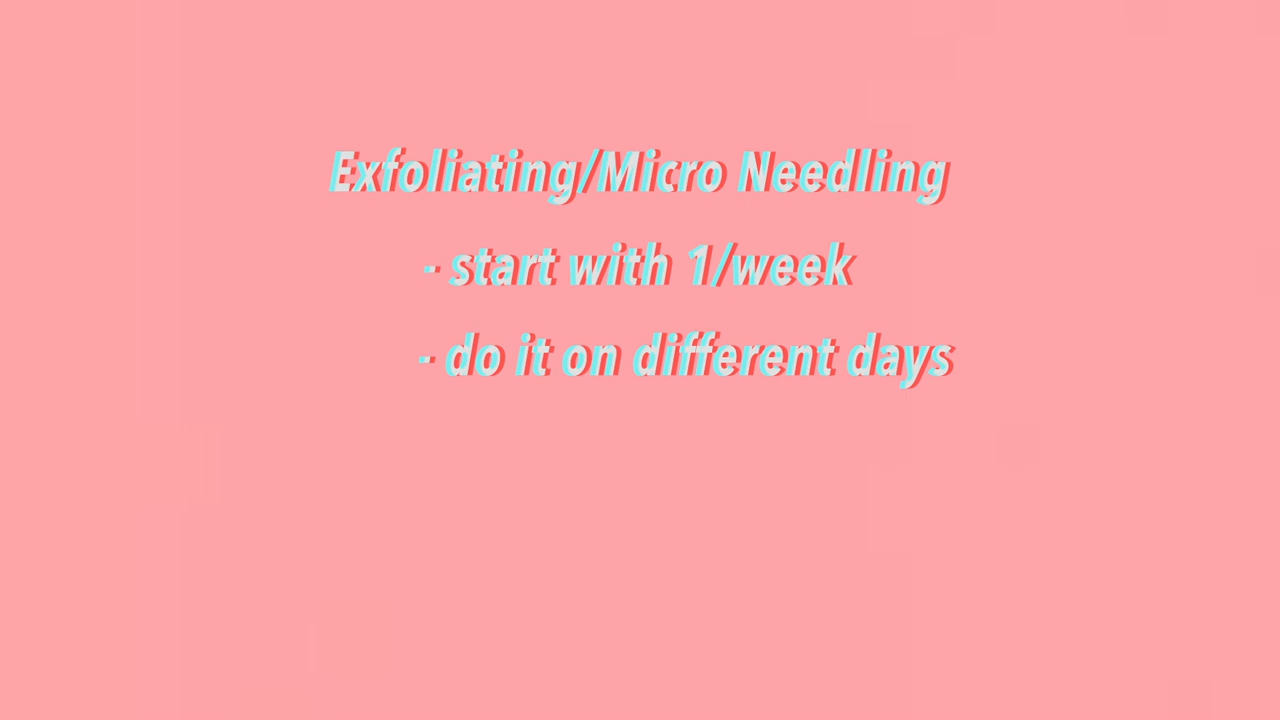 Exfoliating/Micro Needling
- start with 1/week
- do it on different days